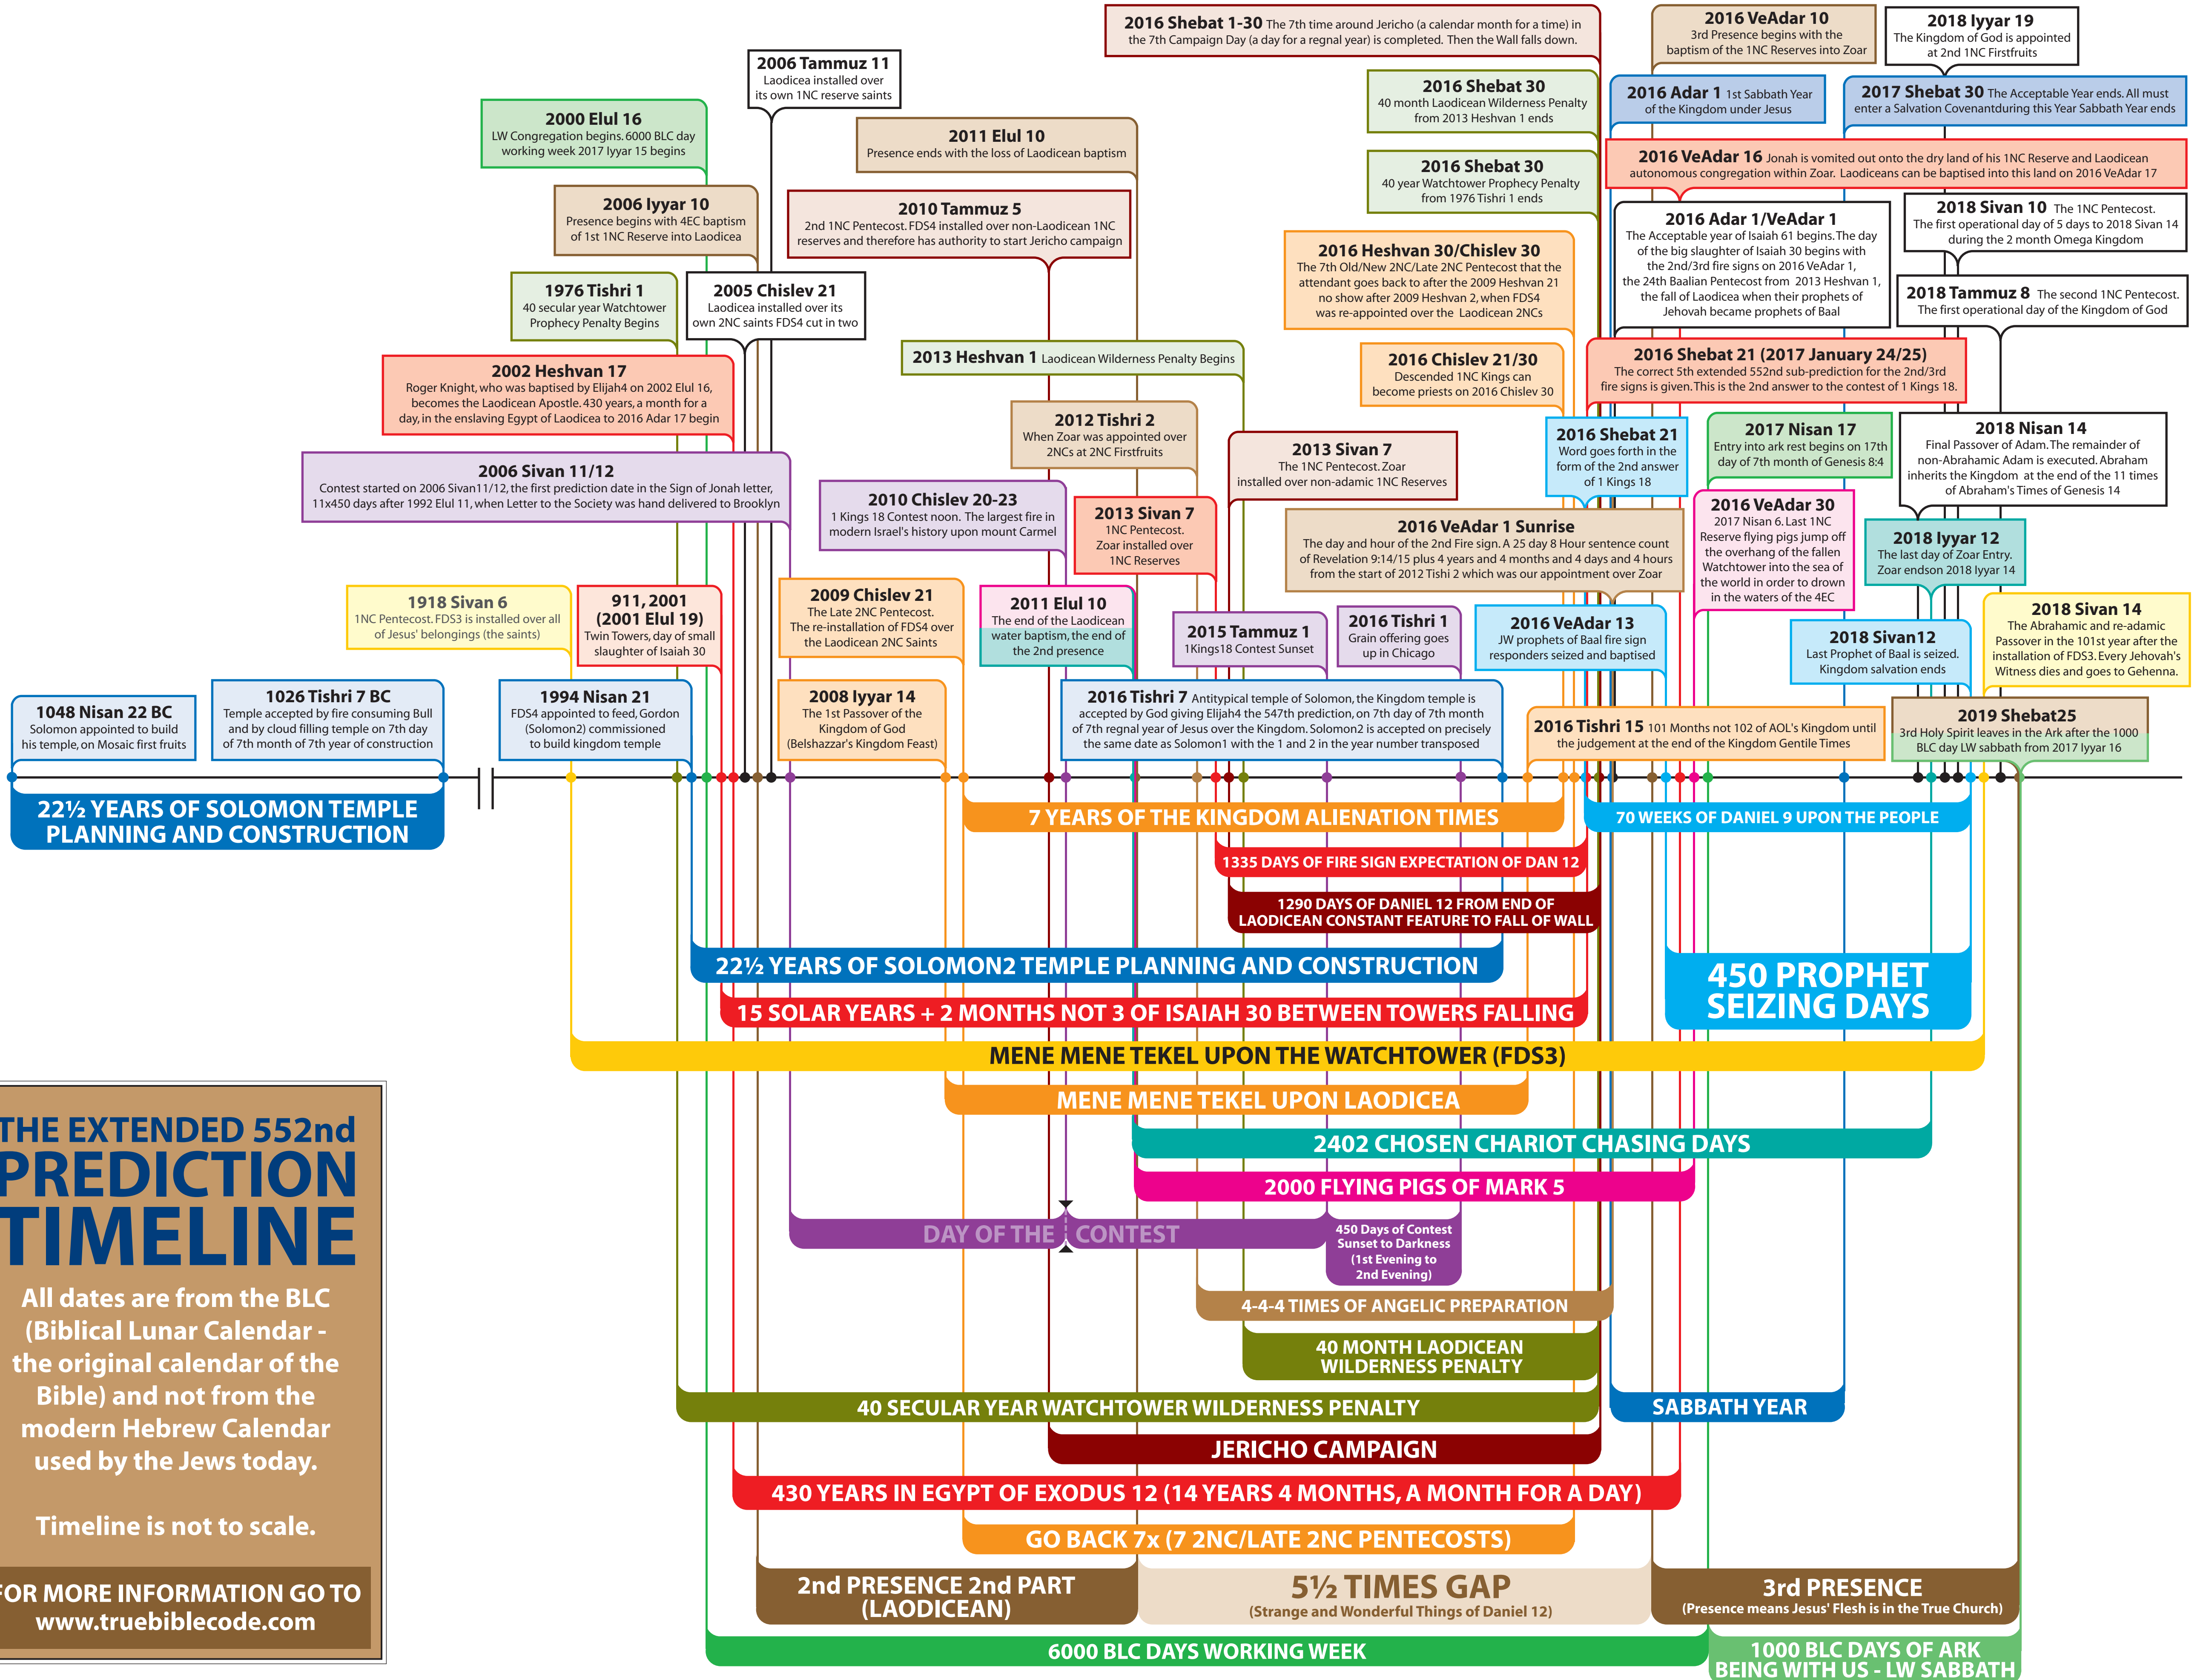 2016 Shebat 1-30 The 7th time around Jericho (a calendar month for a time) in
the 7th Campaign Day (a day for a regnal year) is completed. Then the Wall falls down.
2016 VeAdar 10
3rd Presence begins with the
baptism of the 1NC Reserves into Zoar
2018 Iyyar 19
The Kingdom of God is appointed
at 2nd 1NC Firstfruits
2006 Tammuz 11
Laodicea installed over
its own 1NC reserve saints
2016 Shebat 30
40 month Laodicean Wilderness Penalty
from 2013 Heshvan 1 ends
2016 Adar 1 1st Sabbath Year
of the Kingdom under Jesus
2017 Shebat 30 The Acceptable Year ends. All must
enter a Salvation Covenantduring this Year Sabbath Year ends
2000 Elul 16
LW Congregation begins. 6000 BLC day
working week 2017 Iyyar 15 begins
2011 Elul 10
Presence ends with the loss of Laodicean baptism
2016 Shebat 30
40 year Watchtower Prophecy Penalty
from 1976 Tishri 1 ends
2016 VeAdar 16 Jonah is vomited out onto the dry land of his 1NC Reserve and Laodicean
autonomous congregation within Zoar. Laodiceans can be baptised into this land on 2016 VeAdar 17
2006 Iyyar 10
Presence begins with 4EC baptism
of 1st 1NC Reserve into Laodicea
2010 Tammuz 5
2nd 1NC Pentecost. FDS4 installed over non-Laodicean 1NC
reserves and therefore has authority to start Jericho campaign
2016 Adar 1/VeAdar 1
The Acceptable year of Isaiah 61 begins. The day
of the big slaughter of Isaiah 30 begins with
the 2nd/3rd fire signs on 2016 VeAdar 1,
the 24th Baalian Pentecost from 2013 Heshvan 1,
the fall of Laodicea when their prophets of
Jehovah became prophets of Baal
2018 Sivan 10 The 1NC Pentecost.
The first operational day of 5 days to 2018 Sivan 14
during the 2 month Omega Kingdom
2016 Heshvan 30/Chislev 30
The 7th Old/New 2NC/Late 2NC Pentecost that the
attendant goes back to after the 2009 Heshvan 21
no show after 2009 Heshvan 2, when FDS4
was re-appointed over the Laodicean 2NCs
1976 Tishri 1
40 secular year Watchtower
Prophecy Penalty Begins
2005 Chislev 21
Laodicea installed over its
own 2NC saints FDS4 cut in two
2018 Tammuz 8 The second 1NC Pentecost.
The first operational day of the Kingdom of God
2013 Heshvan 1 Laodicean Wilderness Penalty Begins
2016 Chislev 21/30
Descended 1NC Kings can
become priests on 2016 Chislev 30
2016 Shebat 21 (2017 January 24/25)
The correct 5th extended 552nd sub-prediction for the 2nd/3rd
fire signs is given. This is the 2nd answer to the contest of 1 Kings 18.
2002 Heshvan 17
Roger Knight, who was baptised by Elijah4 on 2002 Elul 16,
becomes the Laodicean Apostle. 430 years, a month for a
day, in the enslaving Egypt of Laodicea to 2016 Adar 17 begin
2012 Tishri 2
When Zoar was appointed over
2NCs at 2NC Firstfruits
2013 Sivan 7
The 1NC Pentecost. Zoar
installed over non-adamic 1NC Reserves
2016 Shebat 21
Word goes forth in the
form of the 2nd answer
of 1 Kings 18
2017 Nisan 17
Entry into ark rest begins on 17th
day of 7th month of Genesis 8:4
2018 Nisan 14
Final Passover of Adam. The remainder of
non-Abrahamic Adam is executed. Abraham
inherits the Kingdom at the end of the 11 times
of Abraham's Times of Genesis 14
2006 Sivan 11/12
Contest started on 2006 Sivan11/12, the first prediction date in the Sign of Jonah letter,
11x450 days after 1992 Elul 11, when Letter to the Society was hand delivered to Brooklyn
2010 Chislev 20-23
1 Kings 18 Contest noon. The largest fire in
modern Israel's history upon mount Carmel
2013 Sivan 7
1NC Pentecost.
Zoar installed over
1NC Reserves
2016 VeAdar 1 Sunrise
The day and hour of the 2nd Fire sign. A 25 day 8 Hour sentence count
of Revelation 9:14/15 plus 4 years and 4 months and 4 days and 4 hours
from the start of 2012 Tishi 2 which was our appointment over Zoar
2016 VeAdar 30
2017 Nisan 6. Last 1NC
Reserve flying pigs jump off
the overhang of the fallen
Watchtower into the sea of
the world in order to drown
in the waters of the 4EC
2018 Iyyar 12
The last day of Zoar Entry.
Zoar endson 2018 Iyyar 14
1918 Sivan 6
1NC Pentecost. FDS3 is installed over all
of Jesus' belongings (the saints)
911, 2001
(2001 Elul 19)
Twin Towers, day of small
slaughter of Isaiah 30
2009 Chislev 21
The Late 2NC Pentecost.
The re-installation of FDS4 over
the Laodicean 2NC Saints
2011 Elul 10
The end of the Laodicean
water baptism, the end of
the 2nd presence
2015 Tammuz 1
1Kings18 Contest Sunset
2016 Tishri 1
Grain offering goes
up in Chicago
2016 VeAdar 13
JW prophets of Baal fire sign
responders seized and baptised
2018 Sivan12
Last Prophet of Baal is seized.
Kingdom salvation ends
2018 Sivan 14
The Abrahamic and re-adamic
Passover in the 101st year after the
installation of FDS3. Every Jehovah's
Witness dies and goes to Gehenna.
1048 Nisan 22 BC
Solomon appointed to build
his temple, on Mosaic first fruits
1026 Tishri 7 BC
Temple accepted by fire consuming Bull
and by cloud filling temple on 7th day
of 7th month of 7th year of construction
1994 Nisan 21
FDS4 appointed to feed, Gordon
(Solomon2) commissioned
to build kingdom temple
2008 Iyyar 14
The 1st Passover of the
Kingdom of God
(Belshazzar's Kingdom Feast)
2016 Tishri 7 Antitypical temple of Solomon, the Kingdom temple is
accepted by God giving Elijah4 the 547th prediction, on 7th day of 7th month
of 7th regnal year of Jesus over the Kingdom. Solomon2 is accepted on precisely
the same date as Solomon1 with the 1 and 2 in the year number transposed
2016 Tishri 15 101 Months not 102 of AOL's Kingdom until
the judgement at the end of the Kingdom Gentile Times
2019 Shebat25
3rd Holy Spirit leaves in the Ark after the 1000
BLC day LW sabbath from 2017 Iyyar 16
22½ YEARS OF SOLOMON TEMPLE
PLANNING AND CONSTRUCTION
7 YEARS OF THE KINGDOM ALIENATION TIMES
70 WEEKS OF DANIEL 9 UPON THE PEOPLE
1335 DAYS OF FIRE SIGN EXPECTATION OF DAN 12
1290 DAYS OF DANIEL 12 FROM END OF
LAODICEAN CONSTANT FEATURE TO FALL OF WALL
22½ YEARS OF SOLOMON2 TEMPLE PLANNING AND CONSTRUCTION
450 PROPHET
SEIZING DAYS
15 SOLAR YEARS + 2 MONTHS NOT 3 OF ISAIAH 30 BETWEEN TOWERS FALLING
MENE MENE TEKEL UPON THE WATCHTOWER (FDS3)
MENE MENE TEKEL UPON LAODICEA
2402 CHOSEN CHARIOT CHASING DAYS
2000 FLYING PIGS OF MARK 5
DAY OF THE CONTEST
450 Days of Contest
Sunset to Darkness
(1st Evening to
2nd Evening)
4-4-4 TIMES OF ANGELIC PREPARATION
40 MONTH LAODICEAN
WILDERNESS PENALTY
40 SECULAR YEAR WATCHTOWER WILDERNESS PENALTY
SABBATH YEAR
JERICHO CAMPAIGN
430 YEARS IN EGYPT OF EXODUS 12 (14 YEARS 4 MONTHS, A MONTH FOR A DAY)
GO BACK 7x (7 2NC/LATE 2NC PENTECOSTS)
2nd PRESENCE 2nd PART
(LAODICEAN)
5½ TIMES GAP
(Strange and Wonderful Things of Daniel 12)
3rd PRESENCE
(Presence means Jesus' Flesh is in the True Church)
6000 BLC DAYS WORKING WEEK
1000 BLC DAYS OF ARK
BEING WITH US - LW SABBATH
THE EXTENDED 552nd
PREDICTION
TIMELINE
All dates are from the BLC
(Biblical Lunar Calendar -
the original calendar of the
Bible) and not from the
modern Hebrew Calendar
used by the Jews today.
Timeline is not to scale.
FOR MORE INFORMATION GO TO
www.truebiblecode.com